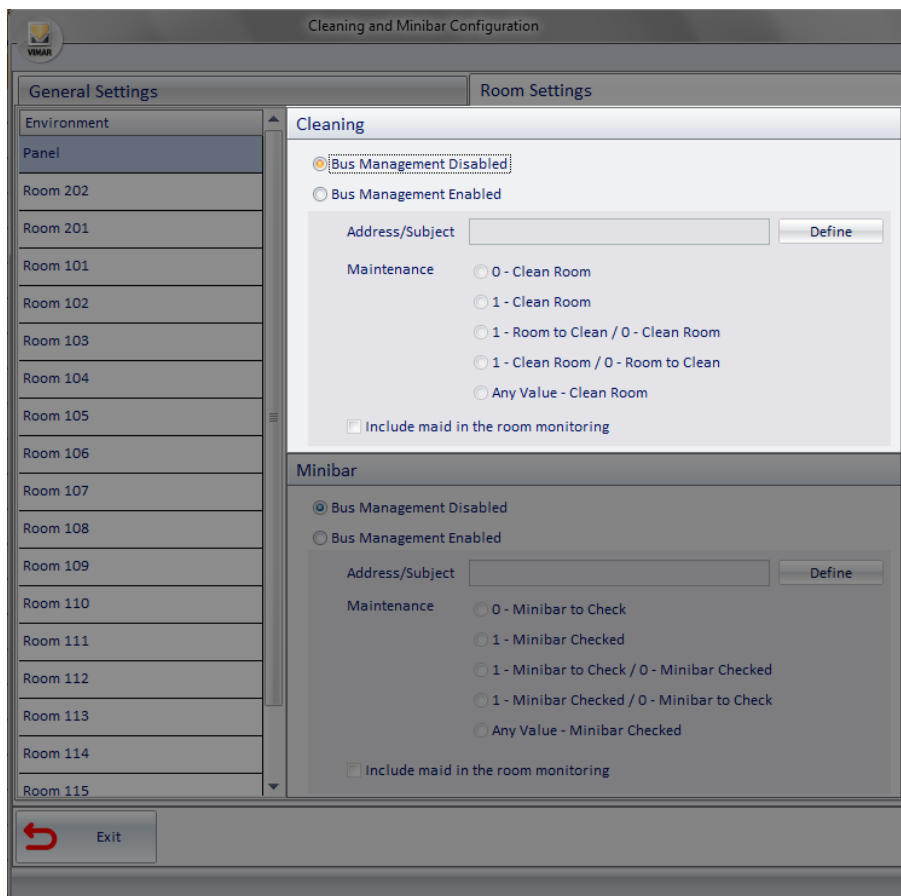 Cleaning and Minibar Configuration
VIMAR
General Settings
Room Settings
Environment
Panel
Room 202
Room 201
Room 101
Room 102
Room 103
Room 104
Room 105
Room 106
Room 107
Room 108
Room 109
Room 110
Room 111
Room 112
Room 113
Room 114
Room 115
Cleaning
Bus Management Disabled
Bus Management Enabled
Address/Subject
Define
Maintenance
0 - Clean Room
1 - Clean Room
1 - Room to Clean / 0 - Clean Room
1 - Clean Room / 0 - Room to Clean
Any Value - Clean Room
Include maid in the room monitoring
Minibar
Bus Management Disabled
Bus Management Enabled
Address/Subject
Define
Maintenance
0 - Minibar to Check
1 - Minibar Checked
1 - Minibar to Check / 0 - Minibar Checked
1 - Minibar Checked / 0 - Minibar to Check
Any Value - Minibar Checked
Include maid in the room monitoring
Exit